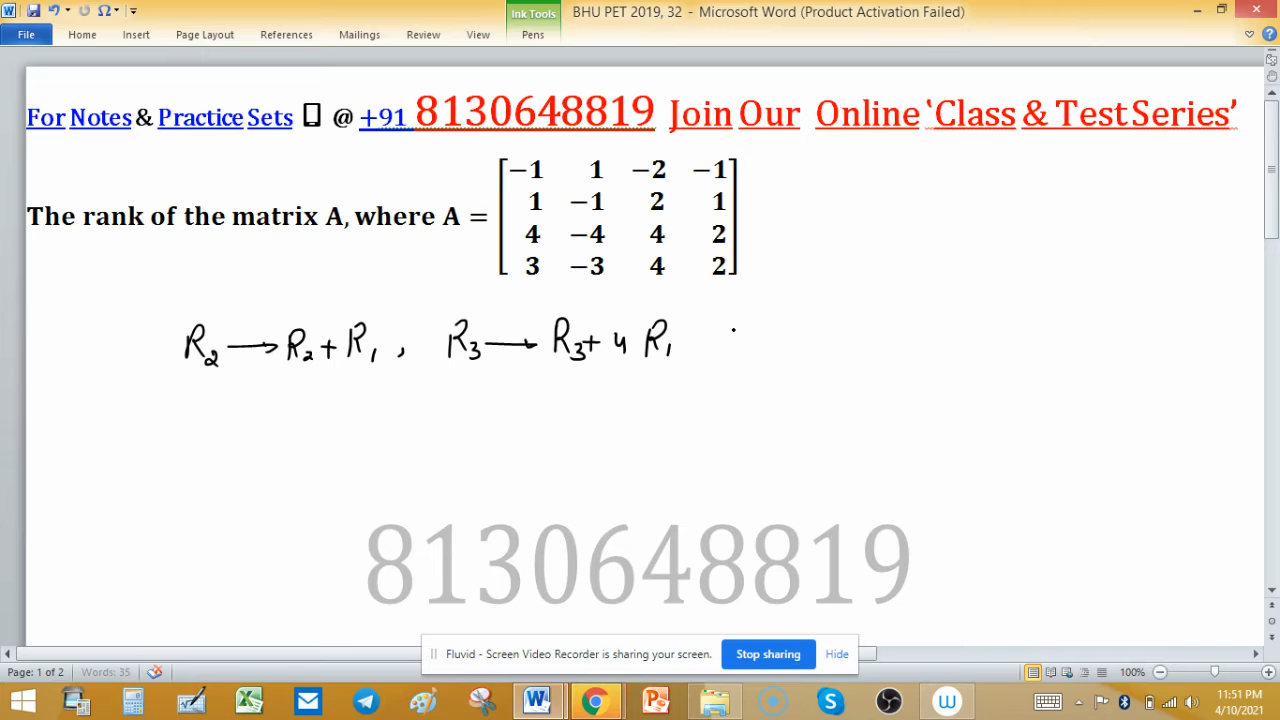 Ink Tools
BHU PET 2019, 32 - Microsoft Word (Product Activation Failed)
File Home Insert Page Layout References Mailings Review View Pens
For Notes & Practice Sets @ +91 8130648819 Join Our Online 'Class & Test Series'
The rank of the matrix A, where A = [−1 1 −2 −1
1 −1 2 1
4 −4 4 2
3 −3 4 2]
R₂ ⟶ R₂ + R₁ , R₃ ⟶ R₃ + 4 R₁
8130648819
Fluvid - Screen Video Recorder is sharing your screen. Stop sharing Hide
Page: 1 of 2 Words: 35 100%
11:51 PM
4/10/2021